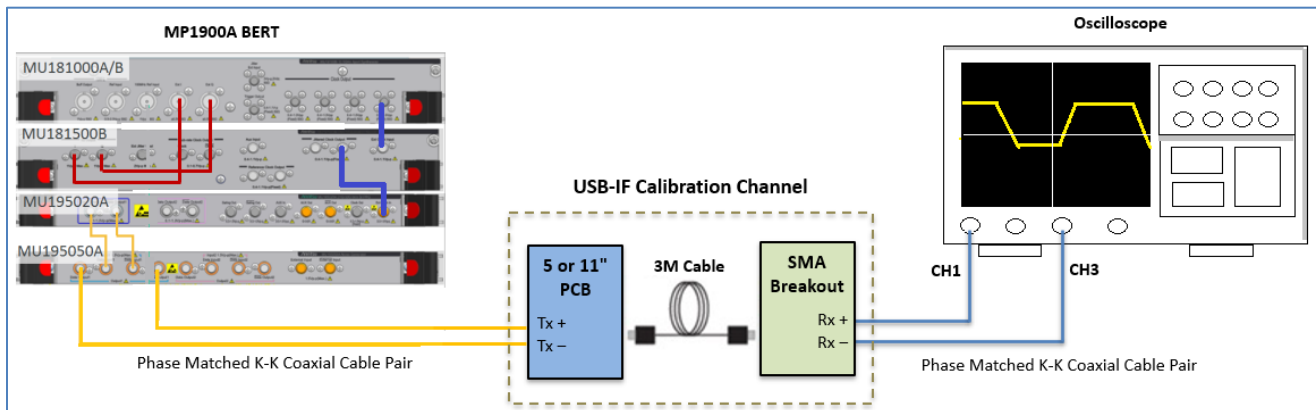 MP1900A BERT
Oscilloscope
MU181000A/B
MU181500B
MU195020A
MU195050A
USB-IF Calibration Channel
5 or 11"
PCB
Tx +
Tx –
3M Cable
SMA
Breakout
Rx +
Rx –
CH1
CH3
Phase Matched K-K Coaxial Cable Pair
Phase Matched K-K Coaxial Cable Pair